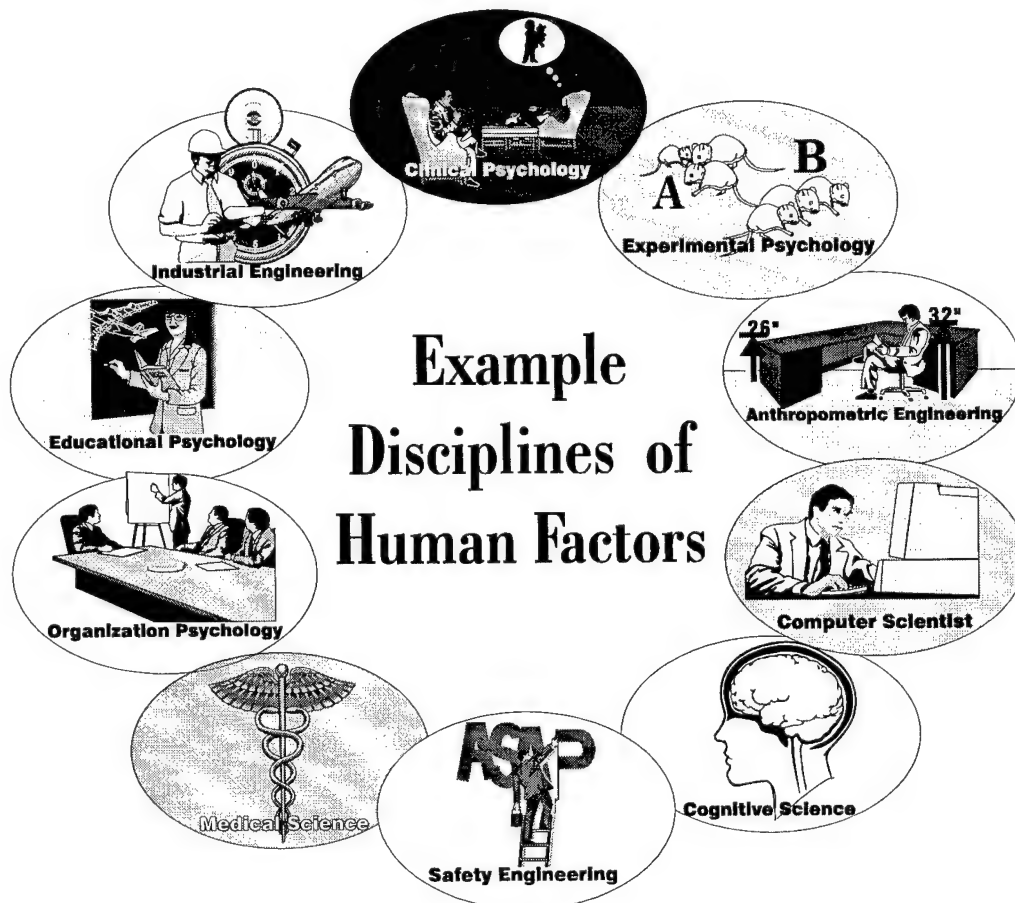 Clinical Psychology
A
B
Experimental Psychology
26"
32"
Anthropometric Engineering
Computer Scientist
Cognitive Science
ASAP
Safety Engineering
Medical Science
Organization Psychology
Educational Psychology
Industrial Engineering
Example
Disciplines of
Human Factors